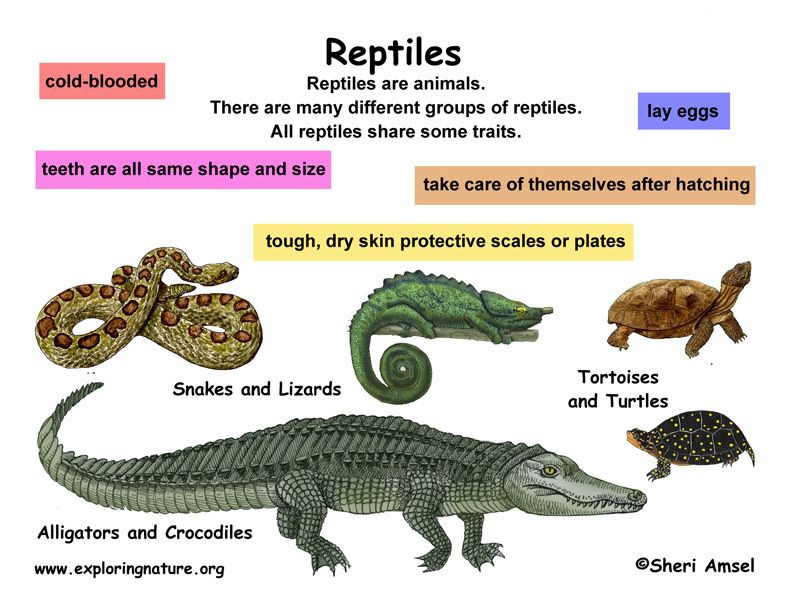 Reptiles
Reptiles are animals.
There are many different groups of reptiles.
All reptiles share some traits.
cold-blooded
lay eggs
teeth are all same shape and size
take care of themselves after hatching
tough, dry skin protective scales or plates
Snakes and Lizards
Tortoises
and Turtles
Alligators and Crocodiles
www.exploringnature.org
©Sheri Amsel